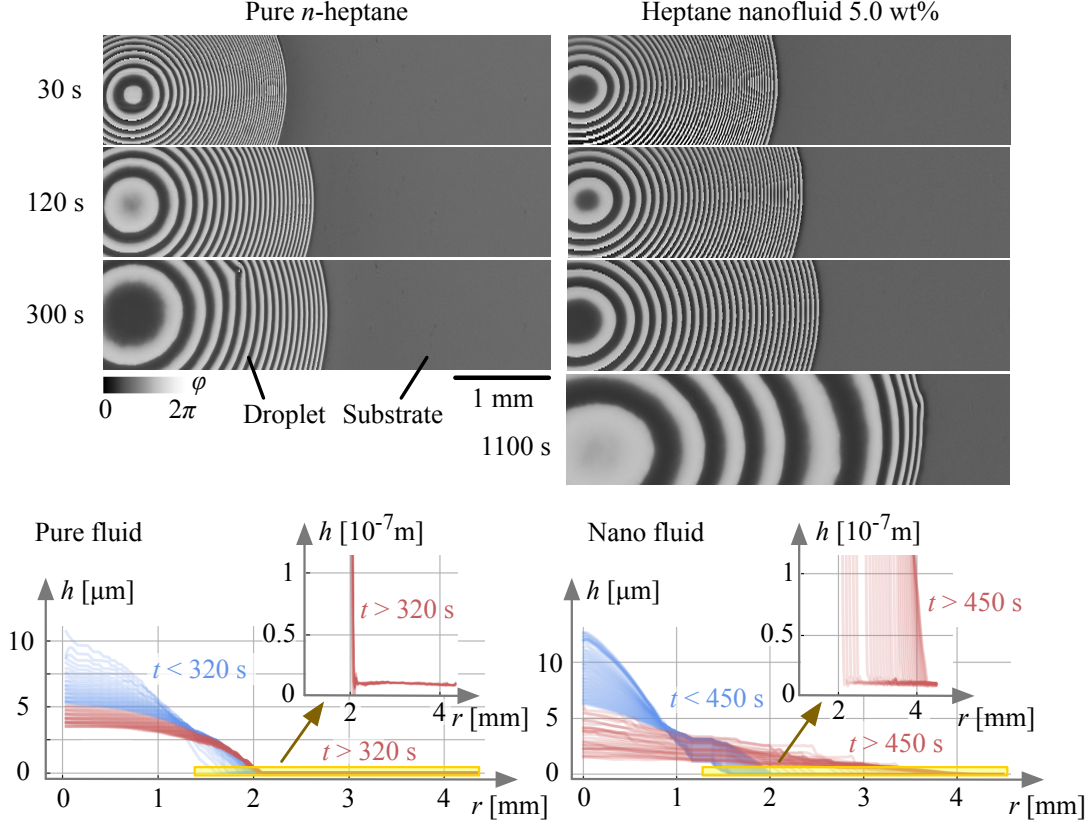 Pure n-heptane
Heptane nanofluid 5.0 wt%
30 s
120 s
300 s
φ
0
2π
Droplet
Substrate
1 mm
1100 s
Pure fluid
h [10⁻⁷m]
1
0.5
0
2
4
r [mm]
t > 320 s
h [μm]
10
5
0
t < 320 s
t > 320 s
0
1
2
3
4
r [mm]
Nano fluid
h [10⁻⁷m]
1
0.5
0
2
4
r [mm]
t > 450 s
h [μm]
10
5
0
t < 450 s
t > 450 s
0
1
2
3
4
r [mm]